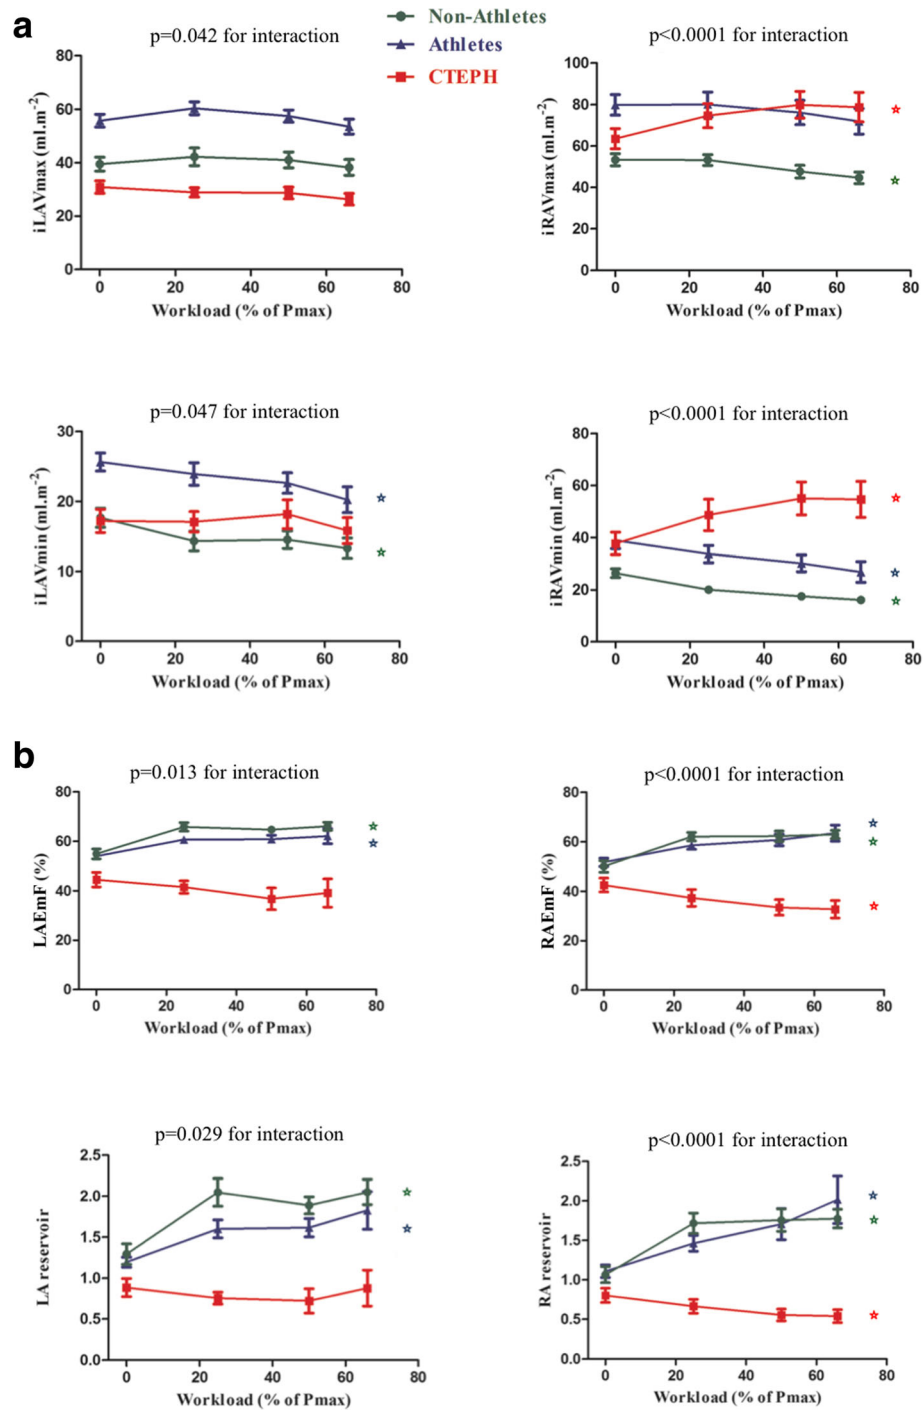 a
Non-Athletes
Athletes
CTEPH
p=0.042 for interaction
80
60
40
20
0
iLAVmax (ml.m-2)
0 20 40 60 80
Workload (% of Pmax)
p<0.0001 for interaction
100
80
60
40
20
0
iRAVmax (ml.m-2)
0 20 40 60 80
Workload (% of Pmax)
p=0.047 for interaction
30
20
10
0
iLAVmin (ml.m-2)
0 20 40 60 80
Workload (% of Pmax)
p<0.0001 for interaction
80
60
40
20
0
iRAVmin (ml.m-2)
0 20 40 60 80
Workload (% of Pmax)
b
p=0.013 for interaction
80
60
40
20
0
LAEmF (%)
0 20 40 60 80
Workload (% of Pmax)
p<0.0001 for interaction
80
60
40
20
0
RAEmF (%)
0 20 40 60 80
Workload (% of Pmax)
p=0.029 for interaction
2.5
2.0
1.5
1.0
0.5
0.0
LA reservoir
0 20 40 60 80
Workload (% of Pmax)
p<0.0001 for interaction
2.5
2.0
1.5
1.0
0.5
0.0
RA reservoir
0 20 40 60 80
Workload (% of Pmax)